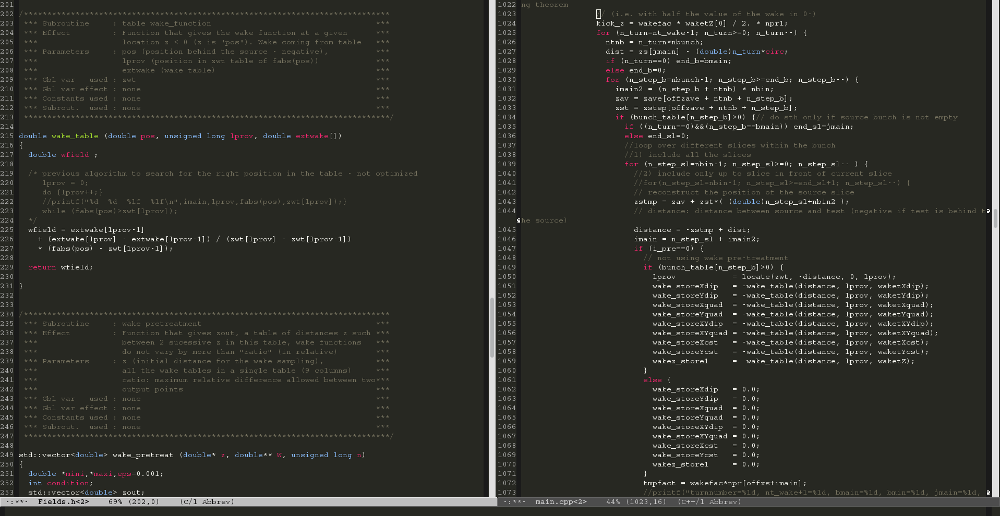 201
202 /******************************************************************************
203  *** Subroutine     : table wake_function                                   ***
204  *** Effect         : Function that gives the wake function at a given      ***
205  ***                  location z < 0 (z is 'pos'). Wake coming from table   ***
206  *** Parameters     : pos (position behind the source - negative),          ***
207  ***                  lprov (position in zwt table of fabs(pos))            ***
208  ***                  extwake (wake table)                                  ***
209  *** Gbl var   used : zwt                                                   ***
210  *** Gbl var effect : none                                                  ***
211  *** Constants used : none                                                  ***
212  *** Subrout.  used : none                                                  ***
213  ******************************************************************************/
214
215 double wake_table (double pos, unsigned long lprov, double extwake[])
216 {
217   double wfield ;
218
219   /* previous algorithm to search for the right position in the table - not optimized
220      lprov = 0;
221      do {lprov++;}
222      //printf("%d  %d  %lf  %lf\n",imain,lprov,fabs(pos),zwt[lprov]);}
223      while (fabs(pos)>zwt[lprov]);
224   */
225   wfield = extwake[lprov-1]
226     + (extwake[lprov] - extwake[lprov-1]) / (zwt[lprov] - zwt[lprov-1])
227     * (fabs(pos) - zwt[lprov-1]);
228
229   return wfield;
230
231 }
232
233
234 /******************************************************************************
235  *** Subroutine     : wake pretreatment                                     ***
236  *** Effect         : Function that gives zout, a table of distances z such ***
237  ***                  between 2 sucessive z in this table, wake functions   ***
238  ***                  do not vary by more than "ratio" (in relative)        ***
239  *** Parameters     : z (initial distance for the wake sampling),           ***
240  ***                  all the wake tables in a single table (9 columns)     ***
241  ***                  ratio: maximum relative difference allowed between two***
242  ***                  output points                                         ***
243  *** Gbl var   used : none                                                  ***
244  *** Gbl var effect : none                                                  ***
245  *** Constants used : none                                                  ***
246  *** Subrout.  used : none                                                  ***
247  ******************************************************************************/
248
249 std::vector<double> wake_pretreat (double* z, double** W, unsigned long n)
250 {
251   double *mini,*maxi,eps=0.001;
252   int condition;
253   std::vector<double> zout;
-:**-  Fields.h<2>    69% (202,0)    (C/l Abbrev)
1022 ng theorem
1023                 // (i.e. with half the value of the wake in 0-)
1024                 kick_z = wakefac * waketZ[0] / 2. * npr1;
1025                 for (n_turn=nt_wake-1; n_turn>=0; n_turn--) {
1026                   ntnb = n_turn*nbunch;
1027                   dist = zs[jmain] - (double)n_turn*circ;
1028                   if (n_turn==0) end_b=bmain;
1029                   else end_b=0;
1030                   for (n_step_b=nbunch-1; n_step_b>=end_b; n_step_b--) {
1031                     imain2 = (n_step_b + ntnb) * nbin;
1032                     zav = zave[offzave + ntnb + n_step_b];
1033                     zst = zstep[offzave + ntnb + n_step_b];
1034                     if (bunch_table[n_step_b]>0) {// do sth only if source bunch is not empty
1035                       if ((n_turn==0)&&(n_step_b==bmain)) end_sl=jmain;
1036                       else end_sl=0;
1037                       //loop over different slices within the bunch
1038                       //1) include all the slices
1039                       for (n_step_sl=nbin-1; n_step_sl>=0; n_step_sl-- ) {
1040                         //2) include only up to slice in front of current slice
1041                         //for(n_step_sl=nbin-1; n_step_sl>=end_sl+1; n_step_sl--) {
1042                         // reconstruct the position of the source slice
1043                         zstmp = zav + zst*( (double)n_step_sl+nbin2 );
1044                         // distance: distance between source and test (negative if test is behind t
he source)
1045                         distance = -zstmp + dist;
1046                         imain = n_step_sl + imain2;
1047                         if (i_pre==0) {
1048                           // not using wake pre-treatment
1049                           if (bunch_table[n_step_b]>0) {
1050                             lprov            = locate(zwt, -distance, 0, lprov);
1051                             wake_storeXdip   = -wake_table(distance, lprov, waketXdip);
1052                             wake_storeYdip   = -wake_table(distance, lprov, waketYdip);
1053                             wake_storeXquad  = -wake_table(distance, lprov, waketXquad);
1054                             wake_storeYquad  = -wake_table(distance, lprov, waketYquad);
1055                             wake_storeXYdip  = -wake_table(distance, lprov, waketXYdip);
1056                             wake_storeXYquad = -wake_table(distance, lprov, waketXYquad);
1057                             wake_storeXcst   = -wake_table(distance, lprov, waketXcst);
1058                             wake_storeYcst   = -wake_table(distance, lprov, waketYcst);
1059                             wakez_store1     =  wake_table(distance, lprov, waketZ);
1060                           }
1061                           else {
1062                             wake_storeXdip   = 0.0;
1063                             wake_storeYdip   = 0.0;
1064                             wake_storeXquad  = 0.0;
1065                             wake_storeYquad  = 0.0;
1066                             wake_storeXYdip  = 0.0;
1067                             wake_storeXYquad = 0.0;
1068                             wake_storeXcst   = 0.0;
1069                             wake_storeYcst   = 0.0;
1070                             wakez_store1     = 0.0;
1071                           }
1072                           tmpfact = wakefac*npr[offxs+imain];
1073                           //printf("turnnumber=%ld, nt_wake+1=%ld, bmain=%ld, bmin=%ld, jmain=%ld,
-:**-  main.cpp<2>    44% (1023,16)  (C++/l Abbrev)